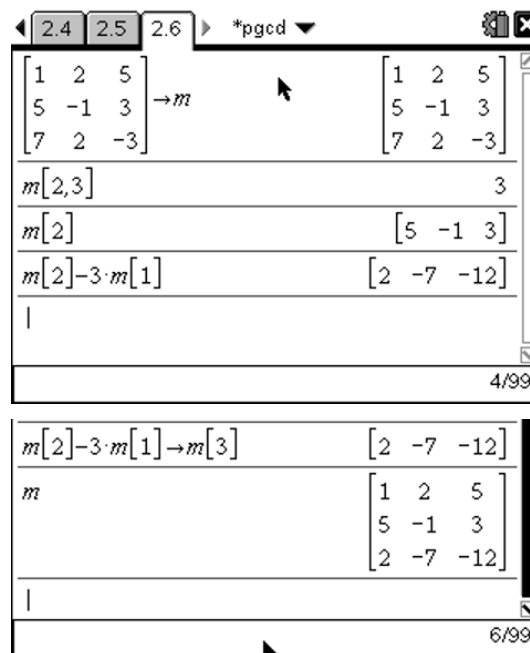 2.4 2.5 2.6 *pgcd
[1 2 5] [1 2 5]
[5 -1 3]→m [5 -1 3]
[7 2 -3] [7 2 -3]
m[2,3] 3
m[2] [5 -1 3]
m[2]-3·m[1] [2 -7 -12]
4/99
m[2]-3·m[1]→m[3] [2 -7 -12]
m [1 2 5]
[5 -1 3]
[2 -7 -12]
6/99